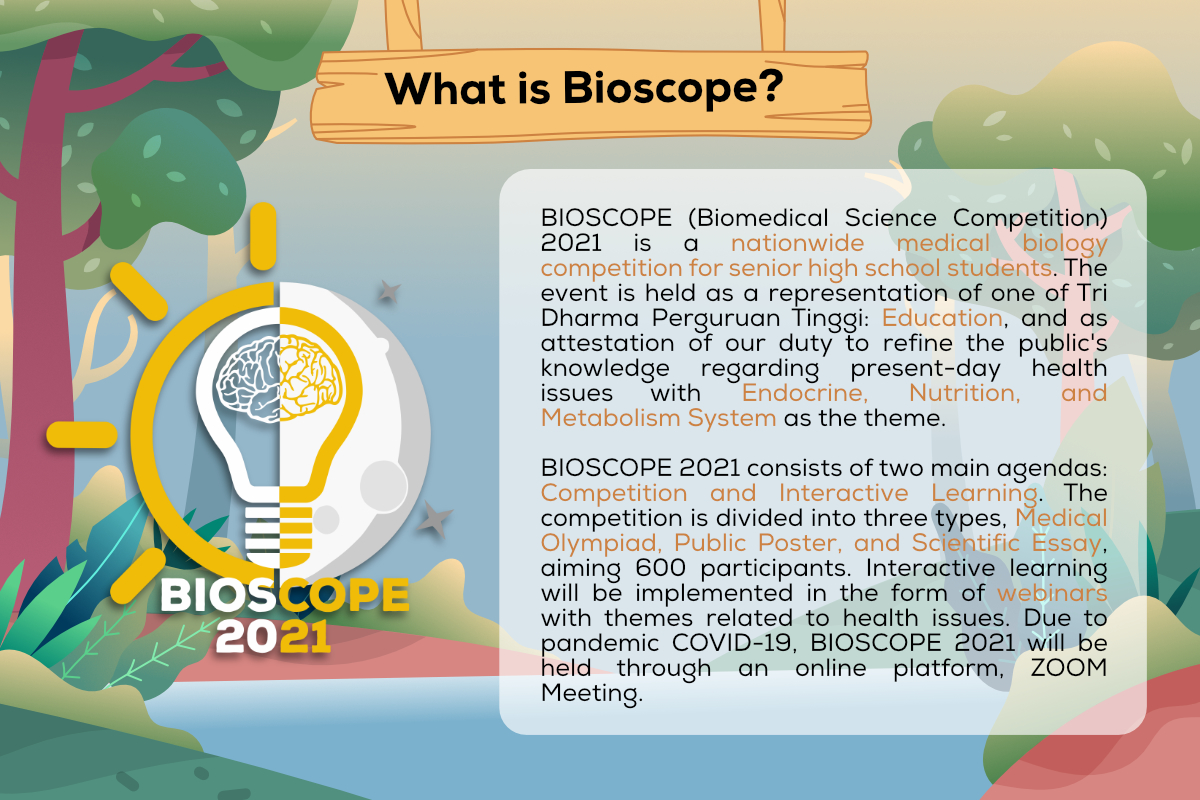 What is Bioscope?
BIOSCOPE (Biomedical Science Competition)
2021 is a nationwide medical biology
competition for senior high school students. The
event is held as a representation of one of Tri
Dharma Perguruan Tinggi: Education, and as
attestation of our duty to refine the public's
knowledge regarding present-day health
issues with Endocrine, Nutrition, and
Metabolism System as the theme.
BIOSCOPE 2021 consists of two main agendas:
Competition and Interactive Learning. The
competition is divided into three types, Medical
Olympiad, Public Poster, and Scientific Essay,
aiming 600 participants. Interactive learning
will be implemented in the form of webinars
with themes related to health issues. Due to
pandemic COVID-19, BIOSCOPE 2021 will be
held through an online platform, ZOOM
Meeting.
BIOSCOPE
2021